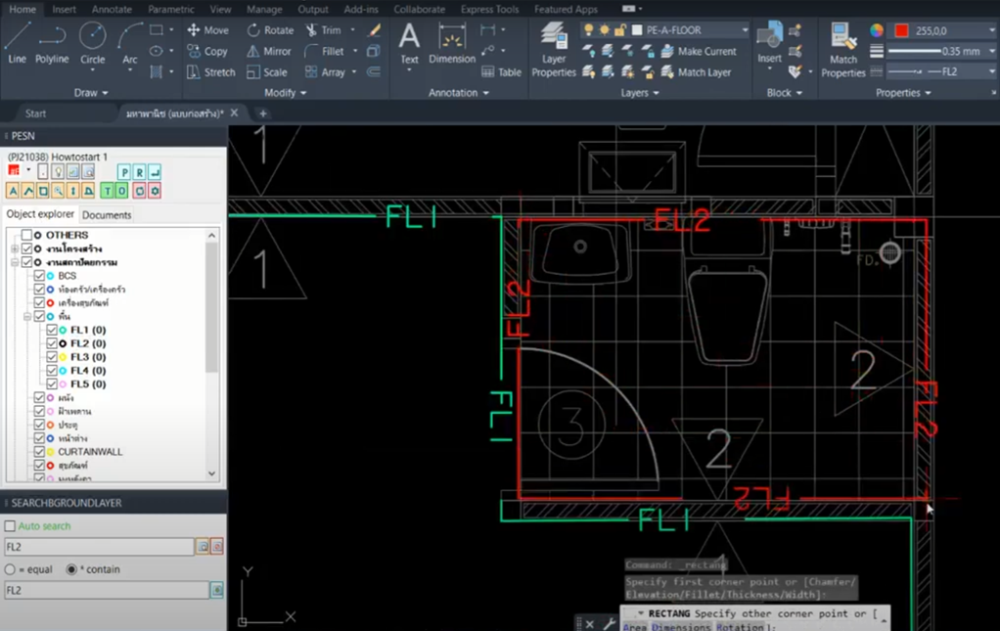 Home Insert Annotate Parametric View Manage Output Add-ins Collaborate Express Tools Featured Apps
Line Polyline Circle Arc
Move Rotate Trim
Copy Mirror Fillet
Stretch Scale Array
Text Dimension Table
Layer Properties
PE-A-FLOOR
Make Current
Match Layer
Insert
Match Properties
255,0,0
0.35 mm
FL2
Draw Modify Annotation Layers Block Properties
Start มหาพานิช (แบบก่อสร้าง)*
PESN
(PJ21038) Howtostart 1
P R
A T O
Object explorer Documents
OTHERS
งานโครงสร้าง
งานสถาปัตยกรรม
BCS
ห้องครัว/เครื่องครัว
เครื่องสุขภัณฑ์
พื้น
FL1 (0)
FL2 (0)
FL3 (0)
FL4 (0)
FL5 (0)
ผนัง
ฝ้าเพดาน
ประตู
หน้าต่าง
CURTAINWALL
สุขภัณฑ์
SEARCHBGROUNDLAYER
Auto search
FL2
= equal * contain
FL2
1
FL1
FL2
1
FD.
FL2
2
FL1
FL2
3
2
FL2
FL1
1
Y
X
Command: _rectang
Specify first corner point or [Chamfer/
Elevation/Fillet/Thickness/Width]:
RECTANG Specify other corner point or [
Area Dimensions Rotation]: